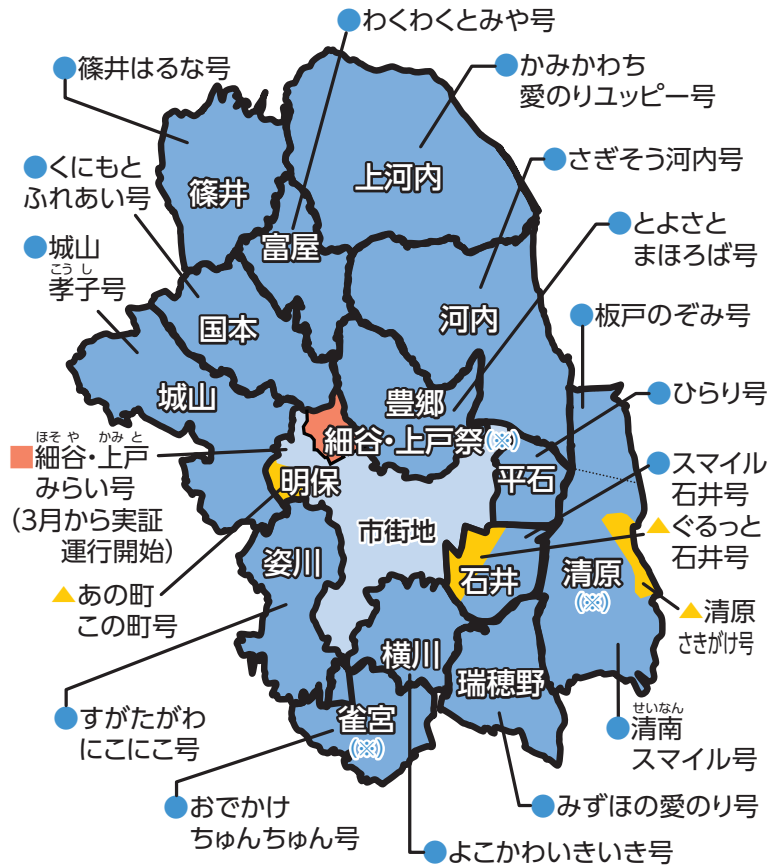 ●わくわくとみや号
●篠井はるな号
●かみかわち
愛のりユッピー号
●くにもと
ふれあい号
●さぎそう河内号
●城山
こうし
孝子号
●とよさと
まほろば号
●板戸のぞみ号
●ひらり号
ほそや かみと
■細谷・上戸
みらい号
(3月から実証
運行開始)
●スマイル
石井号
▲ぐるっと
石井号
▲あの町
この町号
▲清原
さきがけ号
●すがたがわ
にこにこ号
せいなん
●清南
スマイル号
●おでかけ
ちゅんちゅん号
●みずほの愛のり号
●よこかわいきいき号
上河内
篠井
富屋
国本
河内
城山
豊郷
細谷・上戸祭(※)
明保
平石
市街地
姿川
石井
清原
(※)
横川
瑞穂野
雀宮
(※)